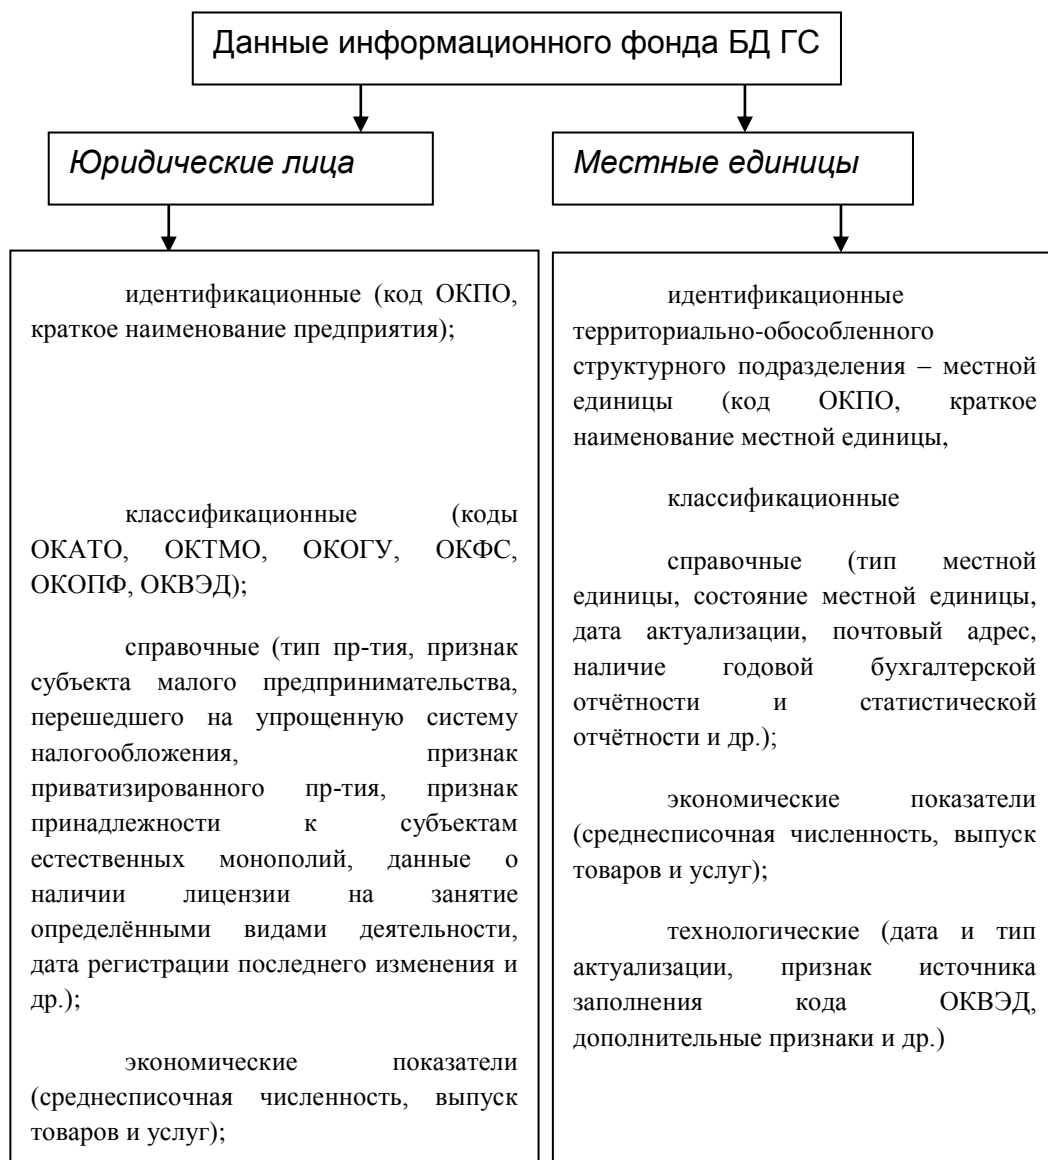 Данные информационного фонда БД ГС
Юридические лица
Местные единицы
идентификационные (код ОКПО,
краткое наименование предприятия);
классификационные (коды
ОКАТО, ОКТМО, ОКОГУ, ОКФС,
ОКОПФ, ОКВЭД);
справочные (тип пр-тия, признак
субъекта малого предпринимательства,
перешедшего на упрощенную систему
налогообложения, признак
приватизированного пр-тия, признак
принадлежности к субъектам
естественных монополий, данные о
наличии лицензии на занятие
определёнными видами деятельности,
дата регистрации последнего изменения и
др.);
экономические показатели
(среднесписочная численность, выпуск
товаров и услуг);
идентификационные
территориально-обособленного
структурного подразделения – местной
единицы (код ОКПО, краткое
наименование местной единицы,
классификационные
справочные (тип местной
единицы, состояние местной единицы,
дата актуализации, почтовый адрес,
наличие годовой бухгалтерской
отчётности и статистической
отчётности и др.);
экономические показатели
(среднесписочная численность, выпуск
товаров и услуг);
технологические (дата и тип
актуализации, признак источника
заполнения кода ОКВЭД,
дополнительные признаки и др.)